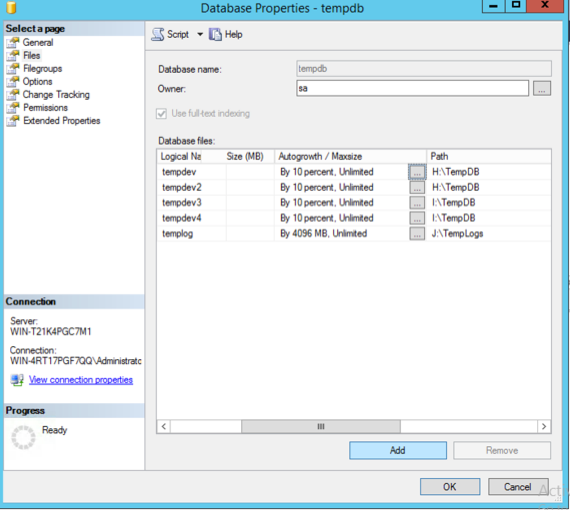 Database Properties - tempdb
Select a page
General
Files
Filegroups
Options
Change Tracking
Permissions
Extended Properties
Script Help
Database name: tempdb
Owner: sa ...
Use full-text indexing
Database files:
Logical Na Size (MB) Autogrowth / Maxsize Path
tempdev By 10 percent, Unlimited ... H:\TempDB
tempdev2 By 10 percent, Unlimited ... H:\TempDB
tempdev3 By 10 percent, Unlimited ... I:\TempDB
tempdev4 By 10 percent, Unlimited ... I:\TempDB
templog By 4096 MB, Unlimited ... J:\TempLogs
Connection
Server:
WIN-T21K4PGC7M1
Connection:
WIN-4RT17PGF7QQ\Administratc
View connection properties
Progress
Ready
Add Remove
OK Cancel
Act